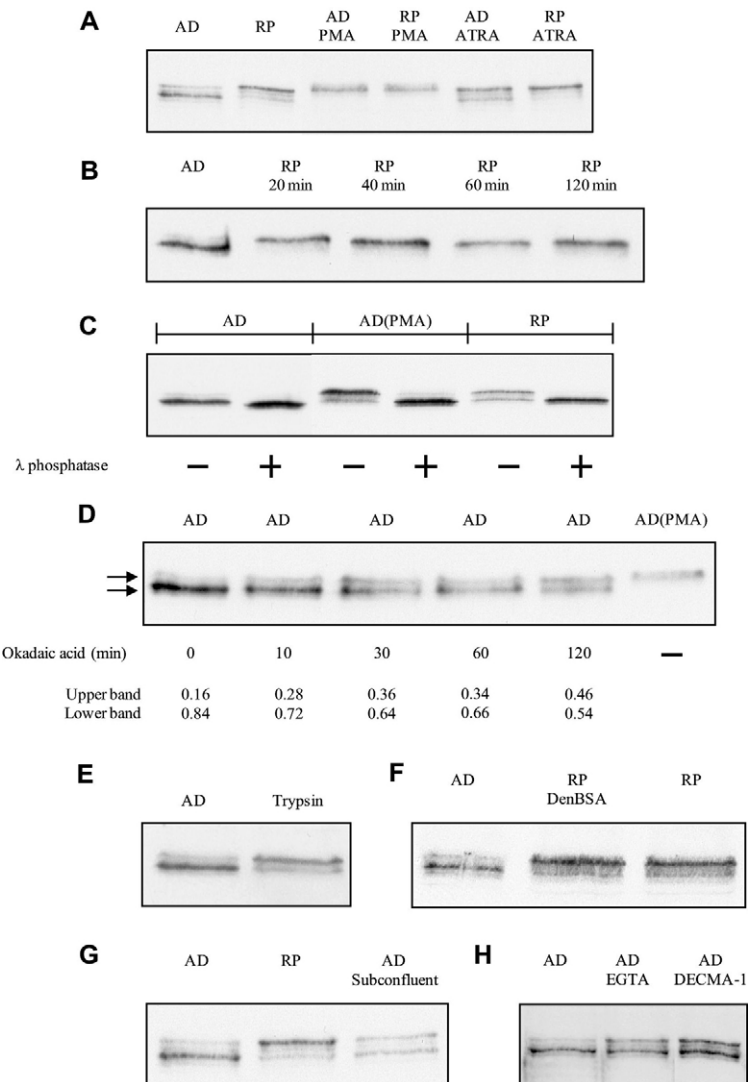 A
AD RP AD PMA RP PMA AD ATRA RP ATRA
B
AD RP 20 min RP 40 min RP 60 min RP 120 min
C
AD AD(PMA) RP
λ phosphatase − + − + − +
D
AD AD AD AD AD AD(PMA)
Okadaic acid (min) 0 10 30 60 120 −
Upper band 0.16 0.28 0.36 0.34 0.46
Lower band 0.84 0.72 0.64 0.66 0.54
E
AD Trypsin
F
AD RP DenBSA RP
G
AD RP AD Subconfluent
H
AD AD EGTA AD DECMA-1